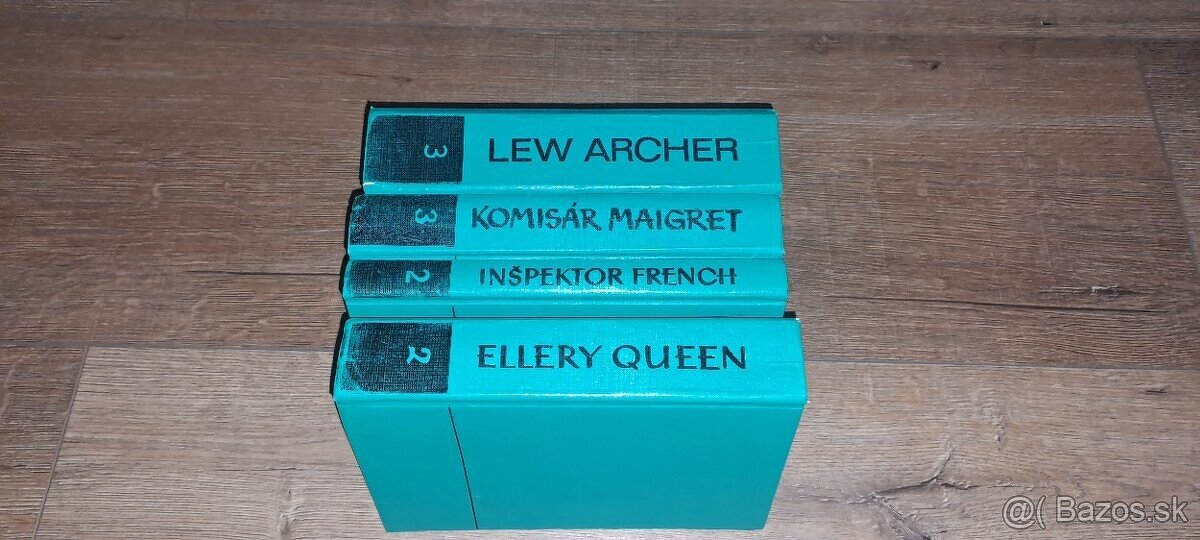 3 LEW ARCHER
3 KOMISÁR MAIGRET
2 INŠPEKTOR FRENCH
2 ELLERY QUEEN
@( Bazos.sk